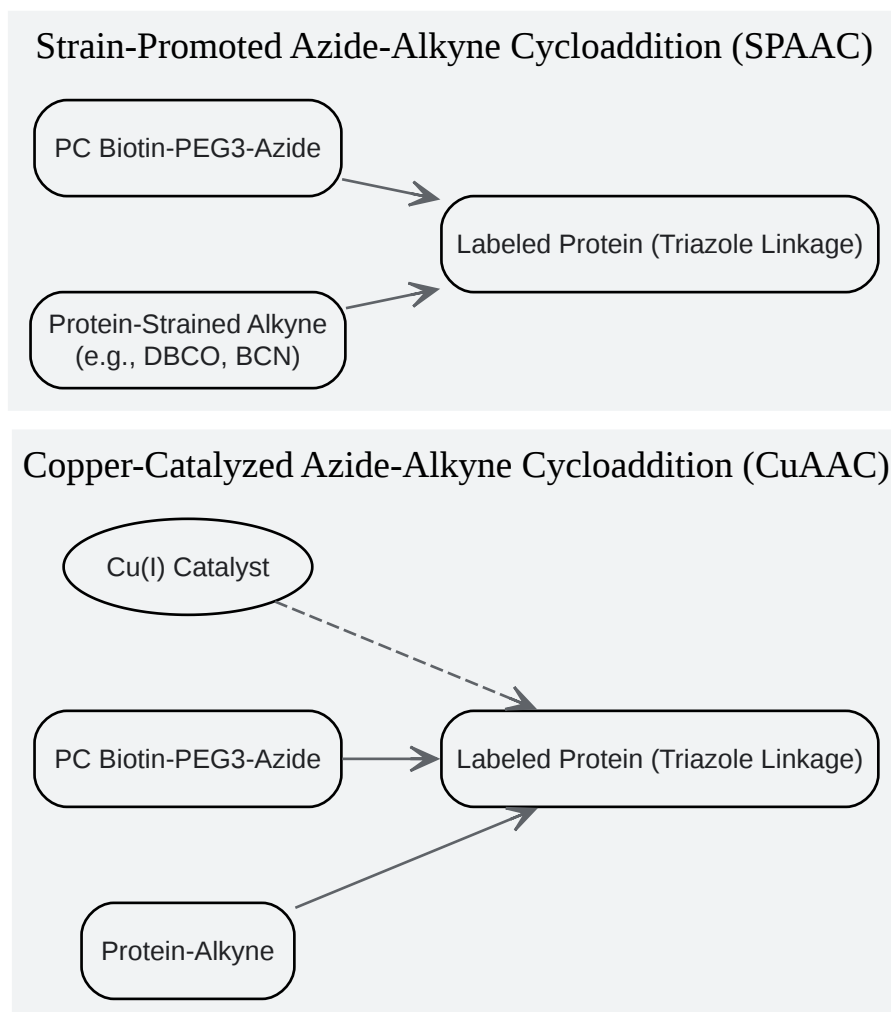 Strain-Promoted Azide-Alkyne Cycloaddition (SPAAC)
PC Biotin-PEG3-Azide
Labeled Protein (Triazole Linkage)
Protein-Strained Alkyne
(e.g., DBCO, BCN)
Copper-Catalyzed Azide-Alkyne Cycloaddition (CuAAC)
Cu(I) Catalyst
PC Biotin-PEG3-Azide
Labeled Protein (Triazole Linkage)
Protein-Alkyne